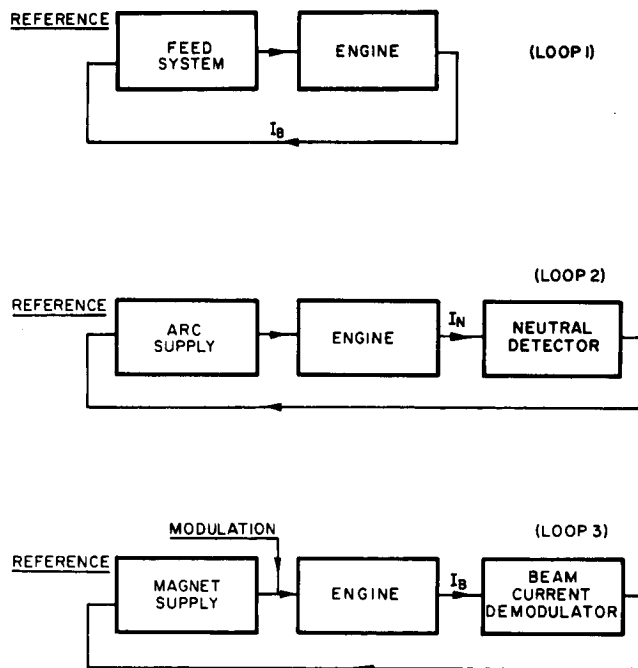 REFERENCE
FEED
SYSTEM
ENGINE
(LOOP 1)
I_B
(LOOP 2)
REFERENCE
ARC
SUPPLY
ENGINE
I_N
NEUTRAL
DETECTOR
MODULATION
(LOOP 3)
REFERENCE
MAGNET
SUPPLY
ENGINE
I_B
BEAM
CURRENT
DEMODULATOR